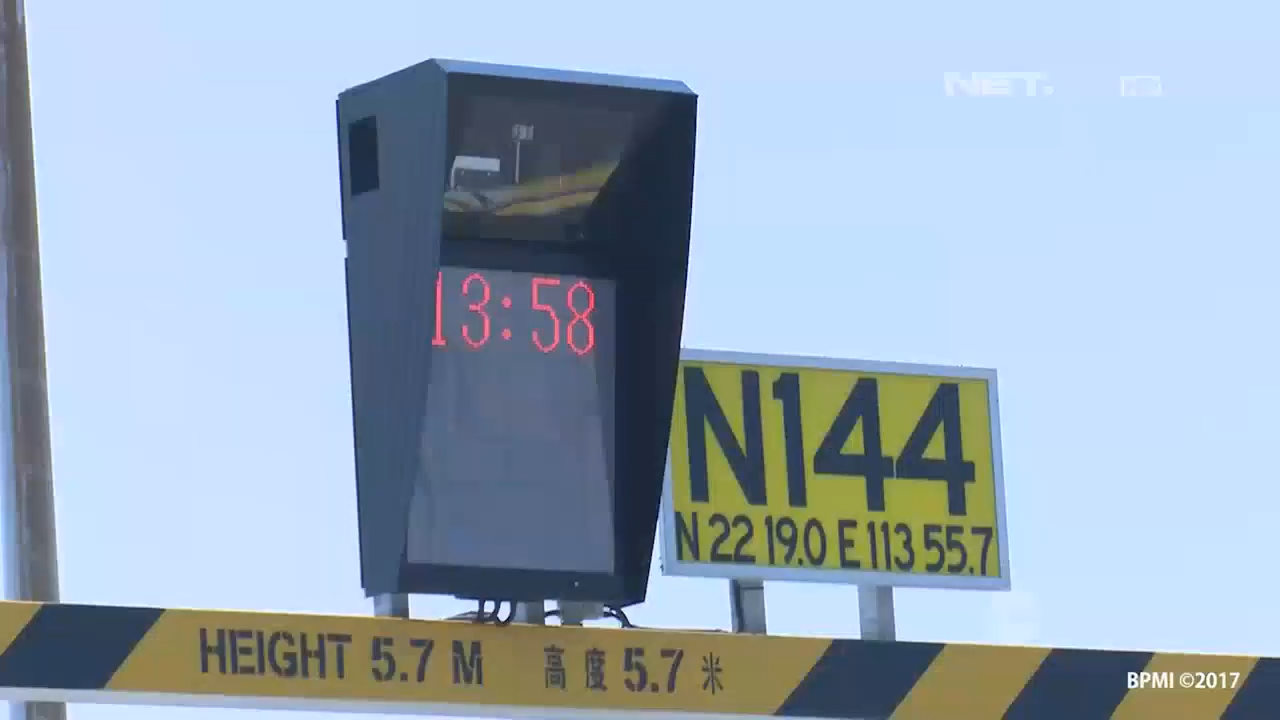 NET.
13:58
N144
N 22 19.0 E 113 55.7
HEIGHT 5.7 M 高度 5.7 米
BPMI ©2017